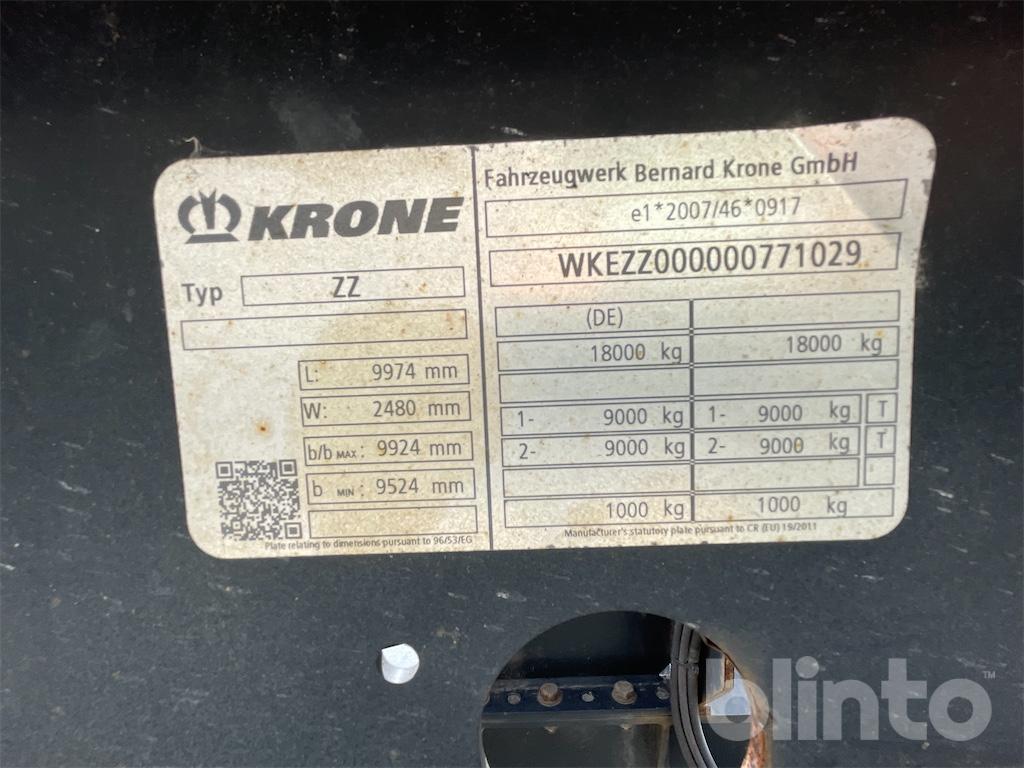 KRONE
Typ ZZ
L: 9974 mm
W: 2480 mm
b/b MAX: 9924 mm
b MIN: 9524 mm
Plate relating to dimensions pursuant to 96/53/EG
Fahrzeugwerk Bernard Krone GmbH
e1*2007/46*0917
WKEZZ000000771029
(DE)
18000 kg 18000 kg
1- 9000 kg 1- 9000 kg T
2- 9000 kg 2- 9000 kg T
1000 kg 1000 kg
Manufacturer's statutory plate pursuant to CR (EU) 19/2011
blinto™